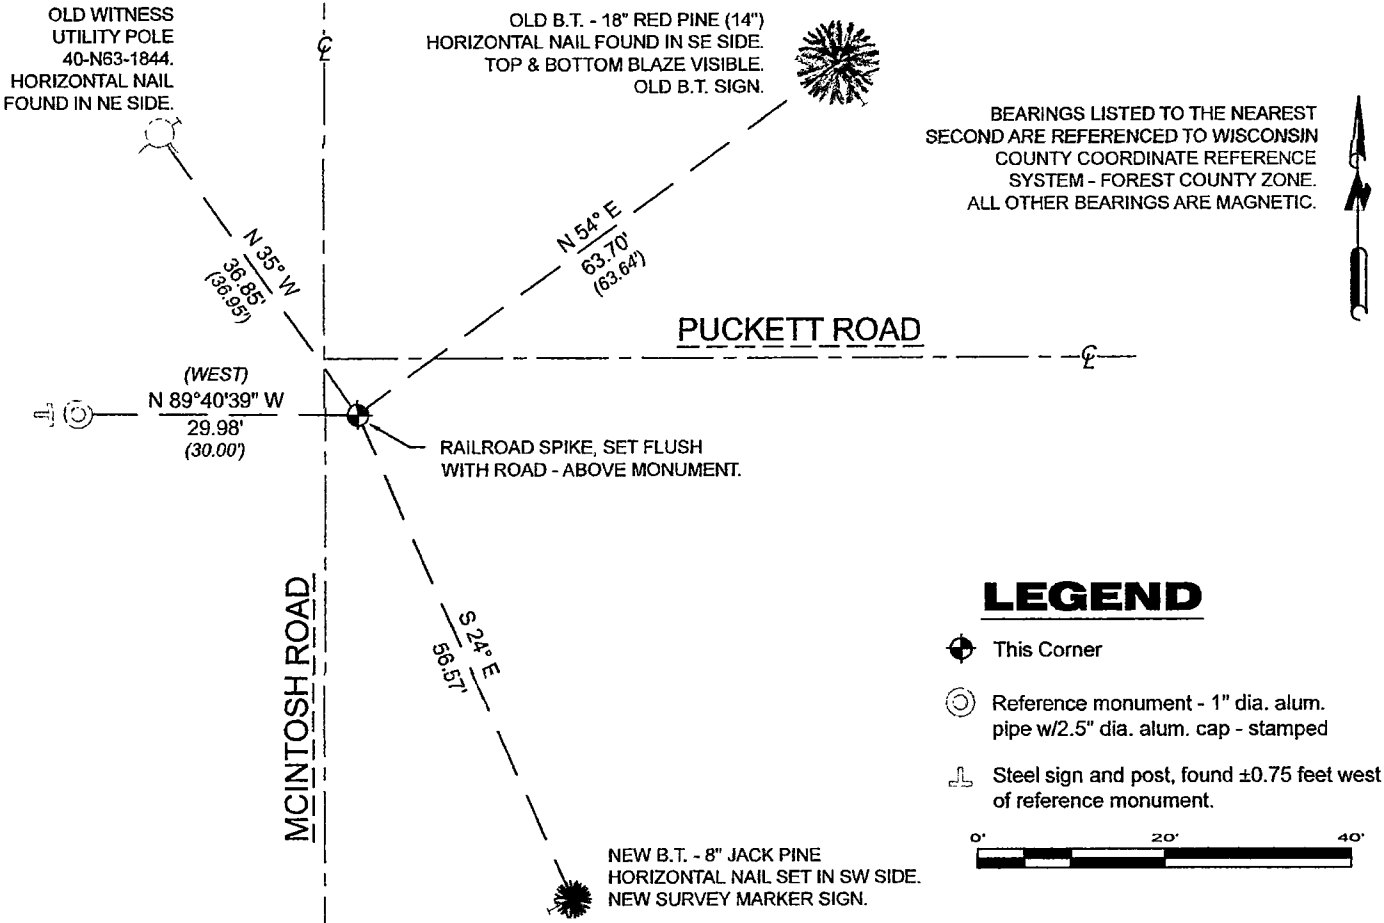 OLD WITNESS
UTILITY POLE
40-N63-1844.
HORIZONTAL NAIL
FOUND IN NE SIDE.
℄
OLD B.T. - 18" RED PINE (14")
HORIZONTAL NAIL FOUND IN SE SIDE.
TOP & BOTTOM BLAZE VISIBLE.
OLD B.T. SIGN.
BEARINGS LISTED TO THE NEAREST
SECOND ARE REFERENCED TO WISCONSIN
COUNTY COORDINATE REFERENCE
SYSTEM - FOREST COUNTY ZONE.
ALL OTHER BEARINGS ARE MAGNETIC.
N
N 35° W
36.85'
(36.95')
N 54° E
63.70'
(63.64')
PUCKETT ROAD
℄
(WEST)
N 89°40'39" W
29.98'
(30.00')
RAILROAD SPIKE, SET FLUSH
WITH ROAD - ABOVE MONUMENT.
MCINTOSH ROAD
S 24° E
56.57'
NEW B.T. - 8" JACK PINE
HORIZONTAL NAIL SET IN SW SIDE.
NEW SURVEY MARKER SIGN.
LEGEND
This Corner
Reference monument - 1" dia. alum.
pipe w/2.5" dia. alum. cap - stamped
Steel sign and post, found ±0.75 feet west
of reference monument.
0' 20' 40'